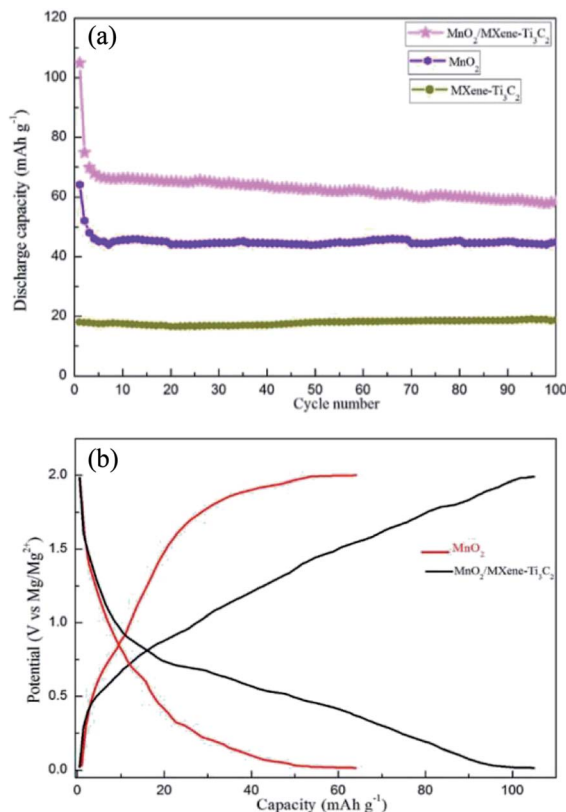 (a)
MnO₂/MXene-Ti₃C₂
MnO₂
MXene-Ti₃C₂
Discharge capacity (mAh g⁻¹)
120
100
80
60
40
20
0
0 10 20 30 40 50 60 70 80 90 100
Cycle number
(b)
MnO₂
MnO₂/MXene-Ti₃C₂
Potential (V vs Mg/Mg²⁺)
2.0
1.5
1.0
0.5
0.0
0 20 40 60 80 100
Capacity (mAh g⁻¹)